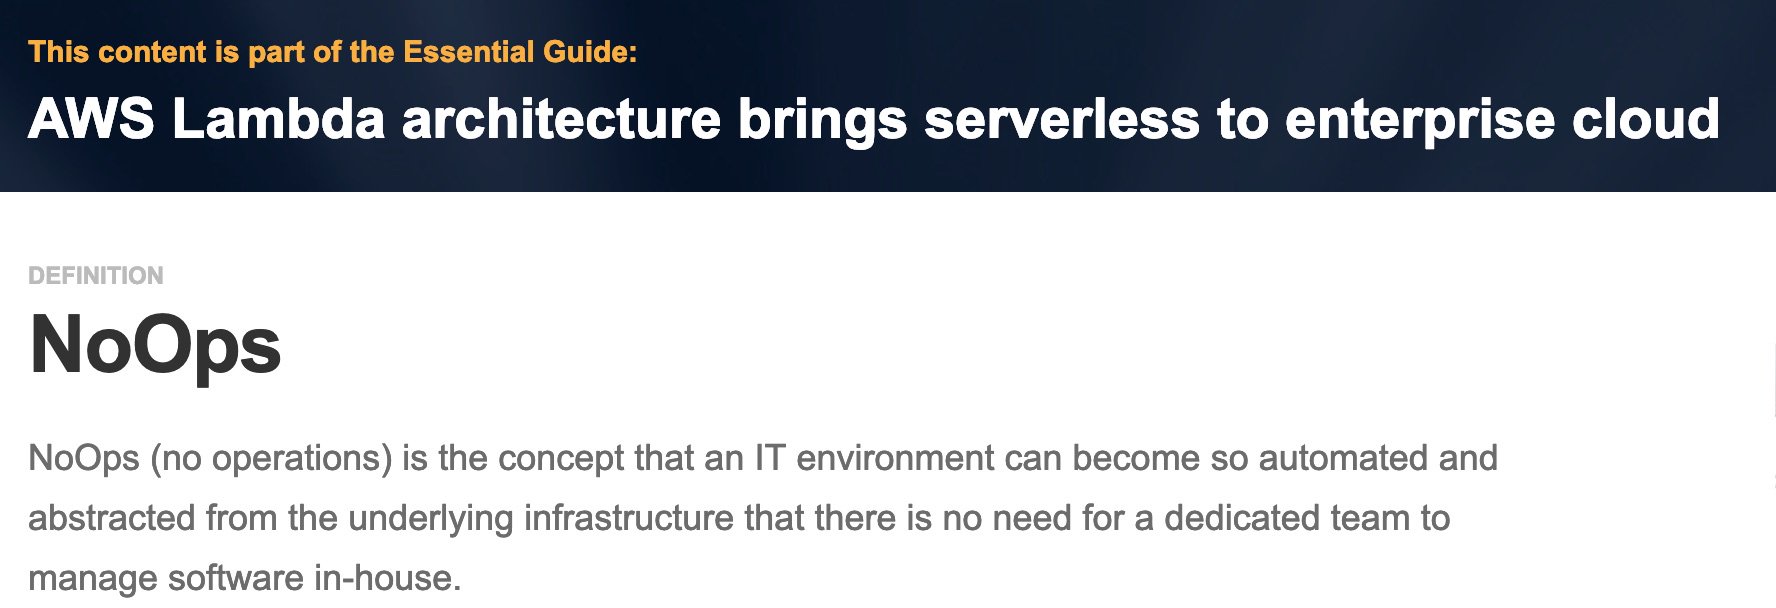 This content is part of the Essential Guide:
AWS Lambda architecture brings serverless to enterprise cloud
DEFINITION
NoOps
NoOps (no operations) is the concept that an IT environment can become so automated and
abstracted from the underlying infrastructure that there is no need for a dedicated team to
manage software in-house.